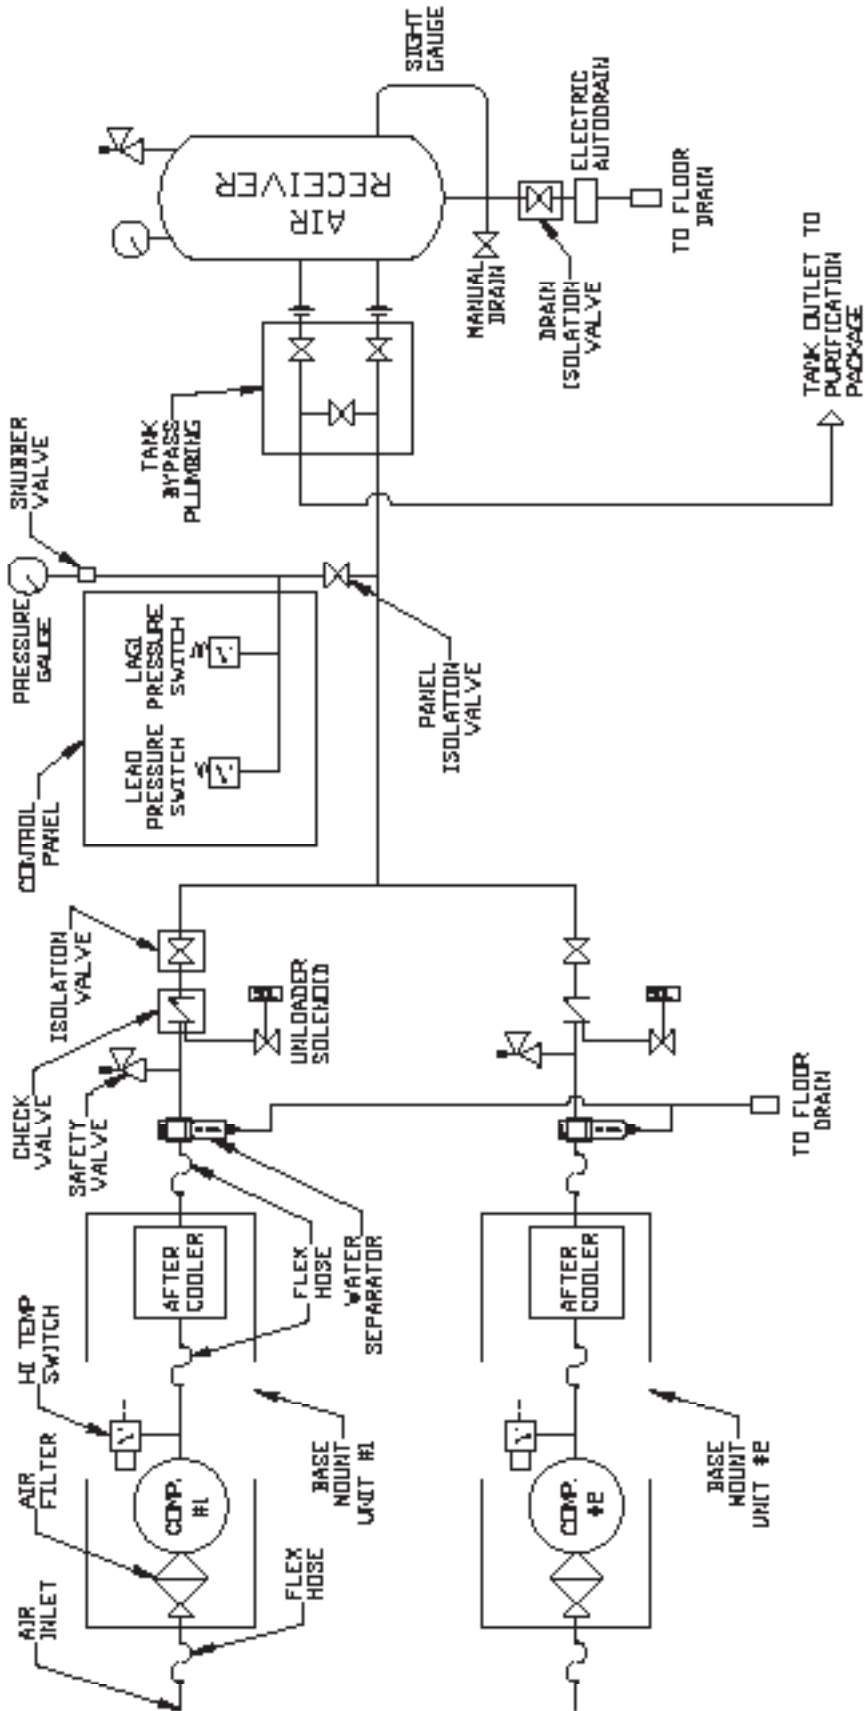 AIR
INLET
AIR
FILTER
HI TEMP
SWITCH
SAFETY
VALVE
CHECK
VALVE
ISOLATION
VALVE
CONTROL
PANEL
PRESSURE
GAUGE
SNUBBER
VALVE
LEAD
PRESSURE
SWITCH
LAG1
PRESSURE
SWITCH
TANK
BYPASS
PLUMBING
AIR
RECEIVER
SIGHT
GAUGE
COMP.
#1
AFTER
COOLER
FLEX
HOSE
BASE
MOUNT
UNIT #1
FLEX
HOSE
WATER
SEPARATOR
UNLOADER
SOLENOID
SOL
PANEL
ISOLATION
VALVE
MANUAL
DRAIN
DRAIN
ISOLATION
VALVE
ELECTRIC
AUTODRAIN
TO FLOOR
DRAIN
COMP.
#2
AFTER
COOLER
SOL
BASE
MOUNT
UNIT #2
TO FLOOR
DRAIN
TANK OUTLET TO
PURIFICATION
PACKAGE